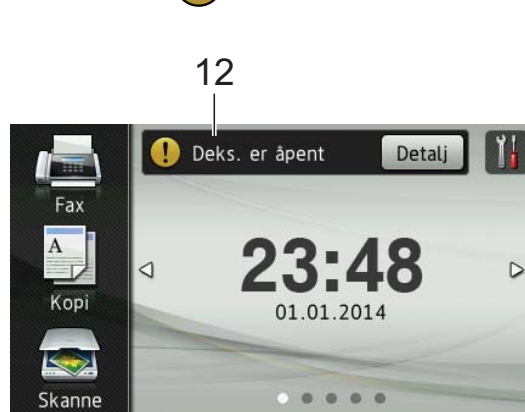 12
Deks. er åpent
Detalj
Fax
A
Kopi
Skanne
23:48
01.01.2014